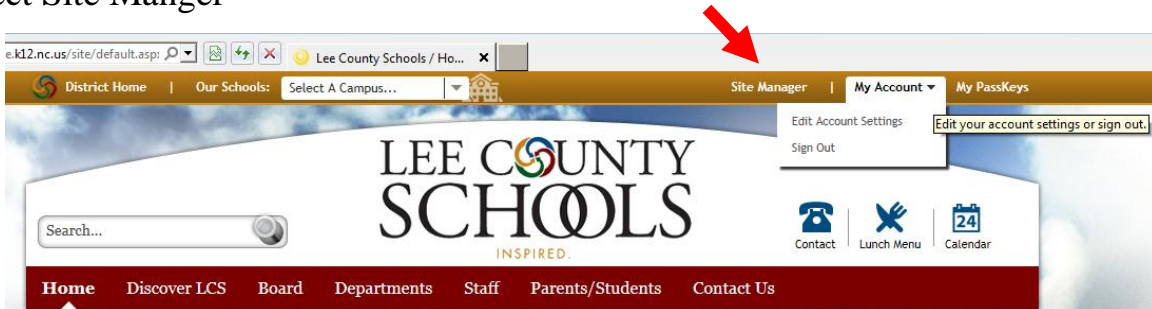 ect Site Manger
e.k12.nc.us/site/default.asp:
Lee County Schools / Ho... x
District Home | Our Schools: Select A Campus... Site Manager | My Account My PassKeys
Edit Account Settings
Edit your account settings or sign out.
Sign Out
LEE COUNTY
SCHOOLS
INSPIRED.
Search...
24
Contact Lunch Menu Calendar
Home Discover LCS Board Departments Staff Parents/Students Contact Us